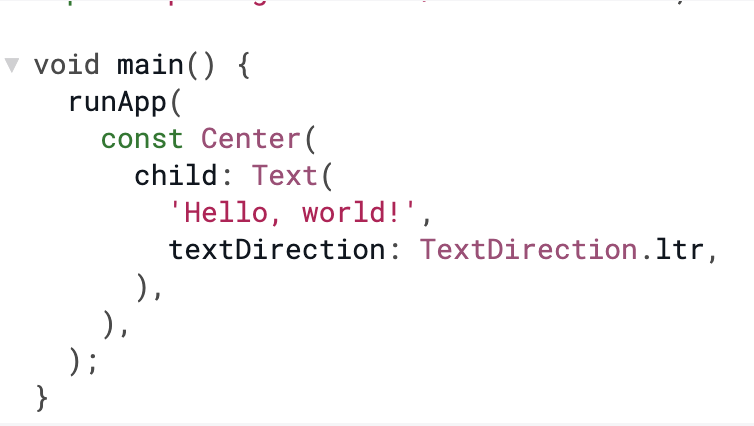 void main() {
  runApp(
    const Center(
      child: Text(
        'Hello, world!',
        textDirection: TextDirection.ltr,
      ),
    ),
  );
}